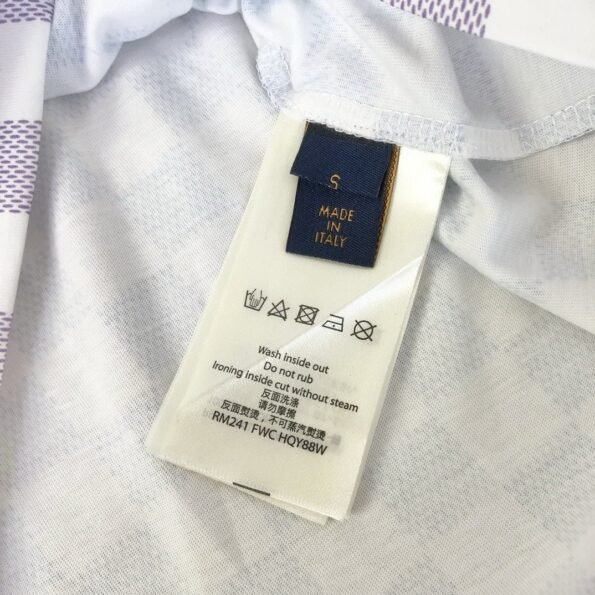 S
MADE
IN
ITALY
Wash inside out
Do not rub
Ironing inside cut without steam
反面洗涤
请勿摩擦
反面熨烫，不可蒸汽熨烫
RM241 FWC HQY88W